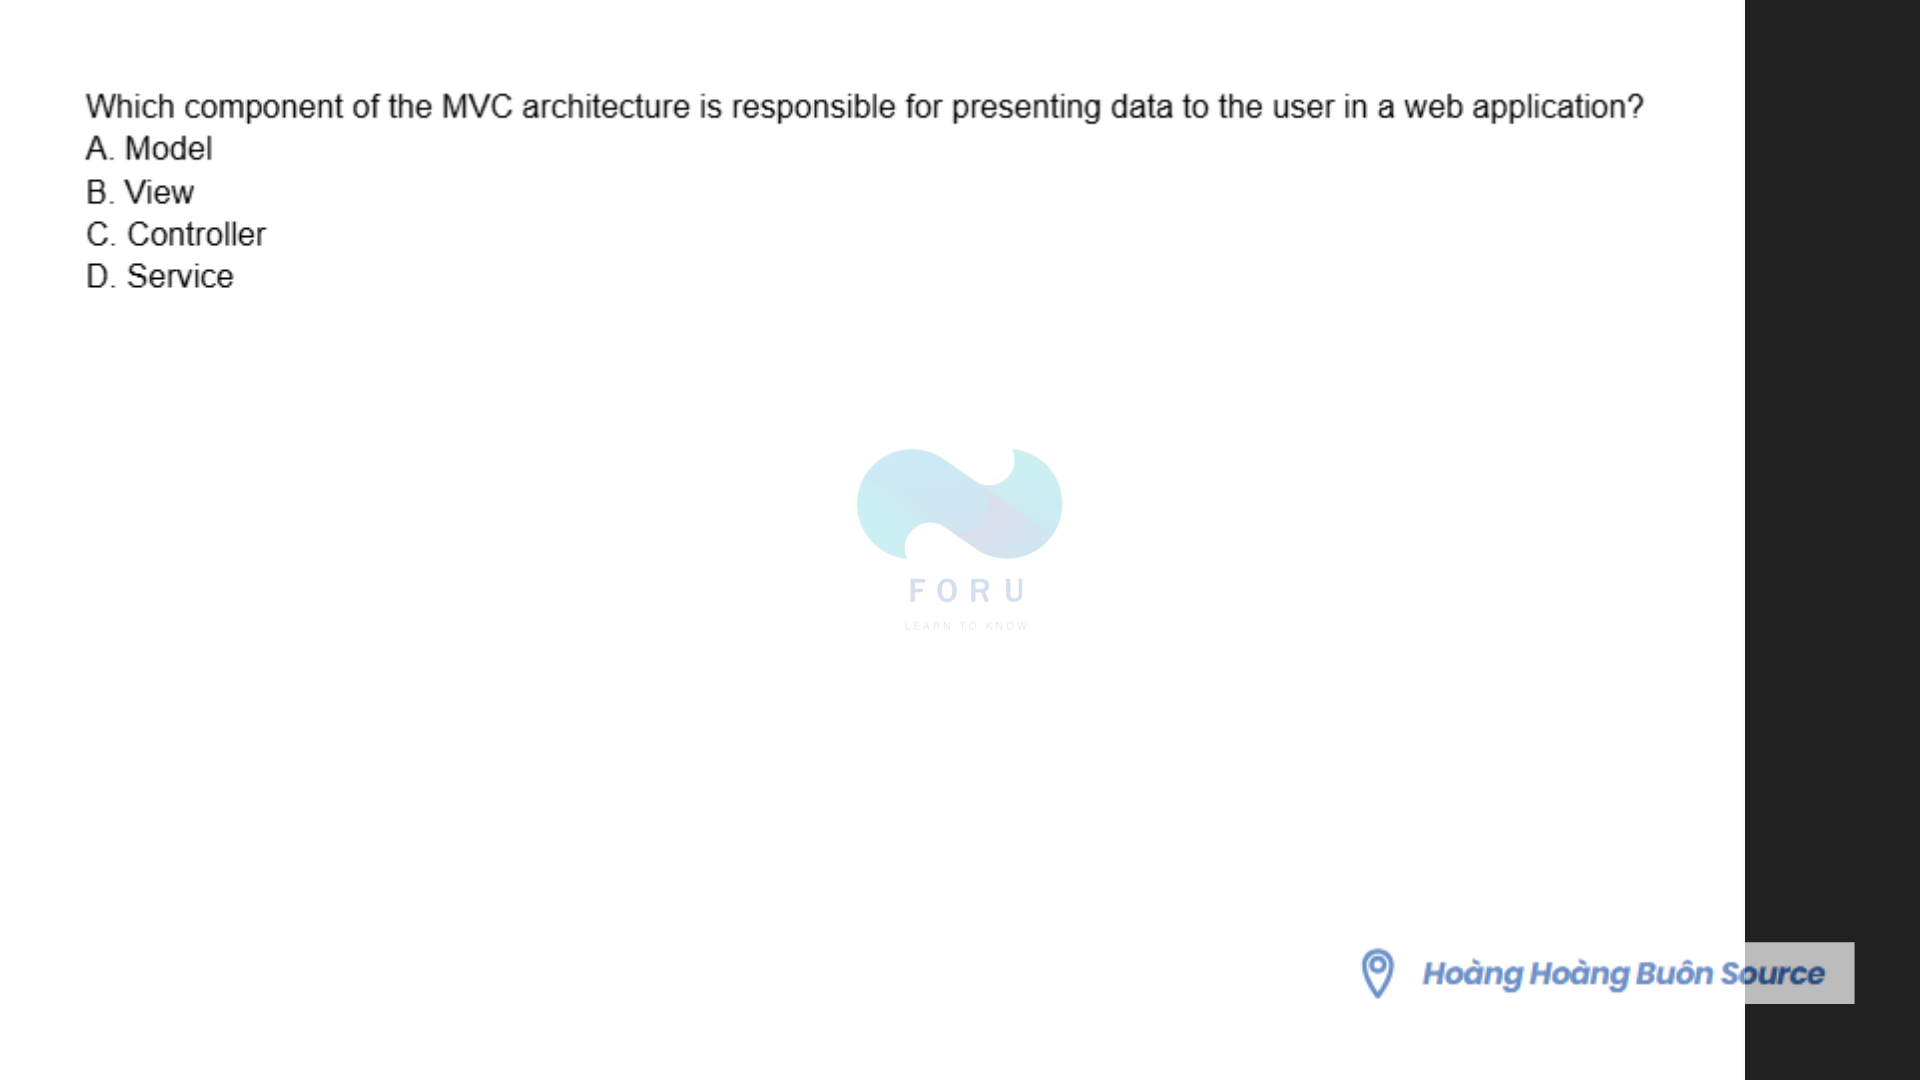 Which component of the MVC architecture is responsible for presenting data to the user in a web application?
A. Model
B. View
C. Controller
D. Service
FORU
LEARN TO KNOW
Hoàng Hoàng Buôn Source